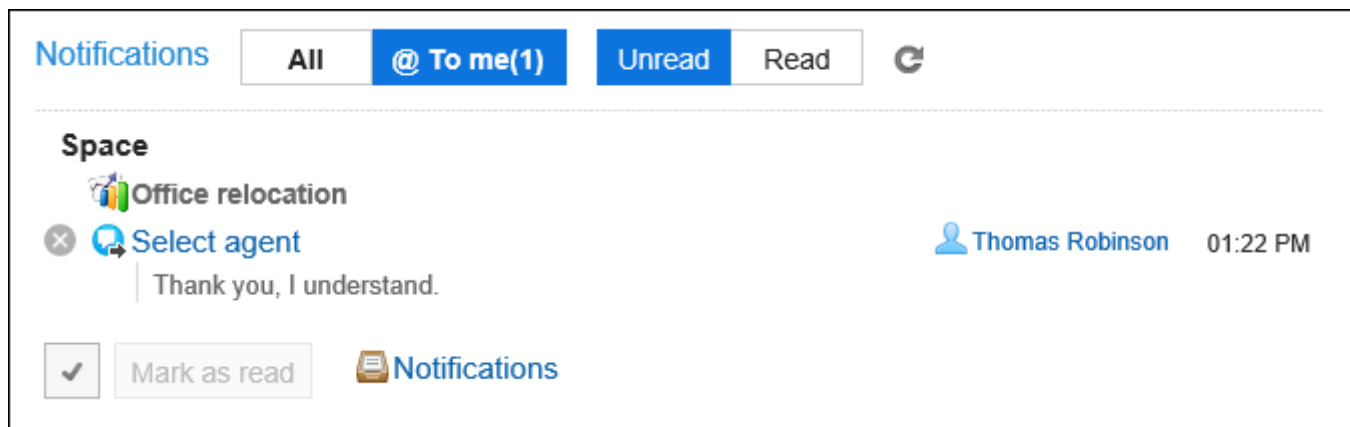 Notifications All @ To me(1) Unread Read
Space
Office relocation
Select agent Thomas Robinson 01:22 PM
Thank you, I understand.
Mark as read Notifications